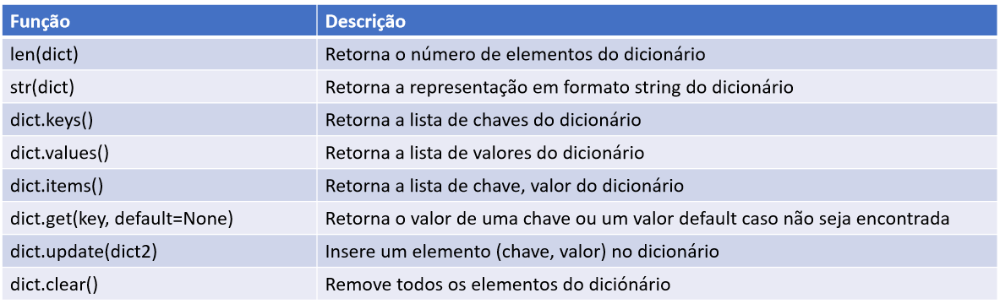 Função Descrição
len(dict) Retorna o número de elementos do dicionário
str(dict) Retorna a representação em formato string do dicionário
dict.keys() Retorna a lista de chaves do dicionário
dict.values() Retorna a lista de valores do dicionário
dict.items() Retorna a lista de chave, valor do dicionário
dict.get(key, default=None) Retorna o valor de uma chave ou um valor default caso não seja encontrada
dict.update(dict2) Insere um elemento (chave, valor) no dicionário
dict.clear() Remove todos os elementos do diciónário